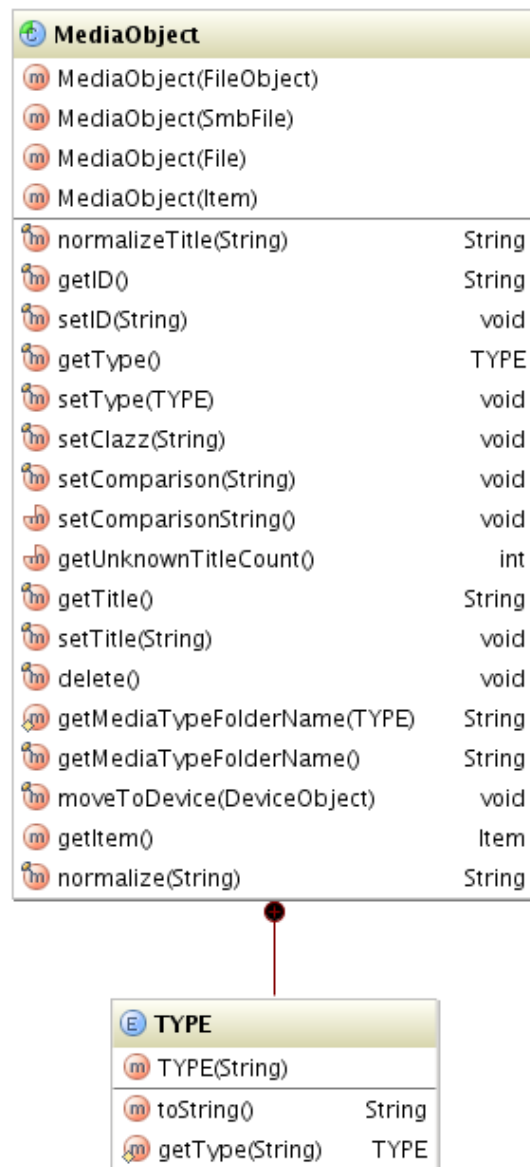 MediaObject
MediaObject(FileObject)
MediaObject(SmbFile)
MediaObject(File)
MediaObject(Item)
normalizeTitle(String) String
getID() String
setID(String) void
getType() TYPE
setType(TYPE) void
setClazz(String) void
setComparison(String) void
setComparisonString() void
getUnknownTitleCount() int
getTitle() String
setTitle(String) void
delete() void
getMediaTypeFolderName(TYPE) String
getMediaTypeFolderName() String
moveToDevice(DeviceObject) void
getItem() Item
normalize(String) String
E TYPE
m TYPE(String)
m toString() String
m getType(String) TYPE